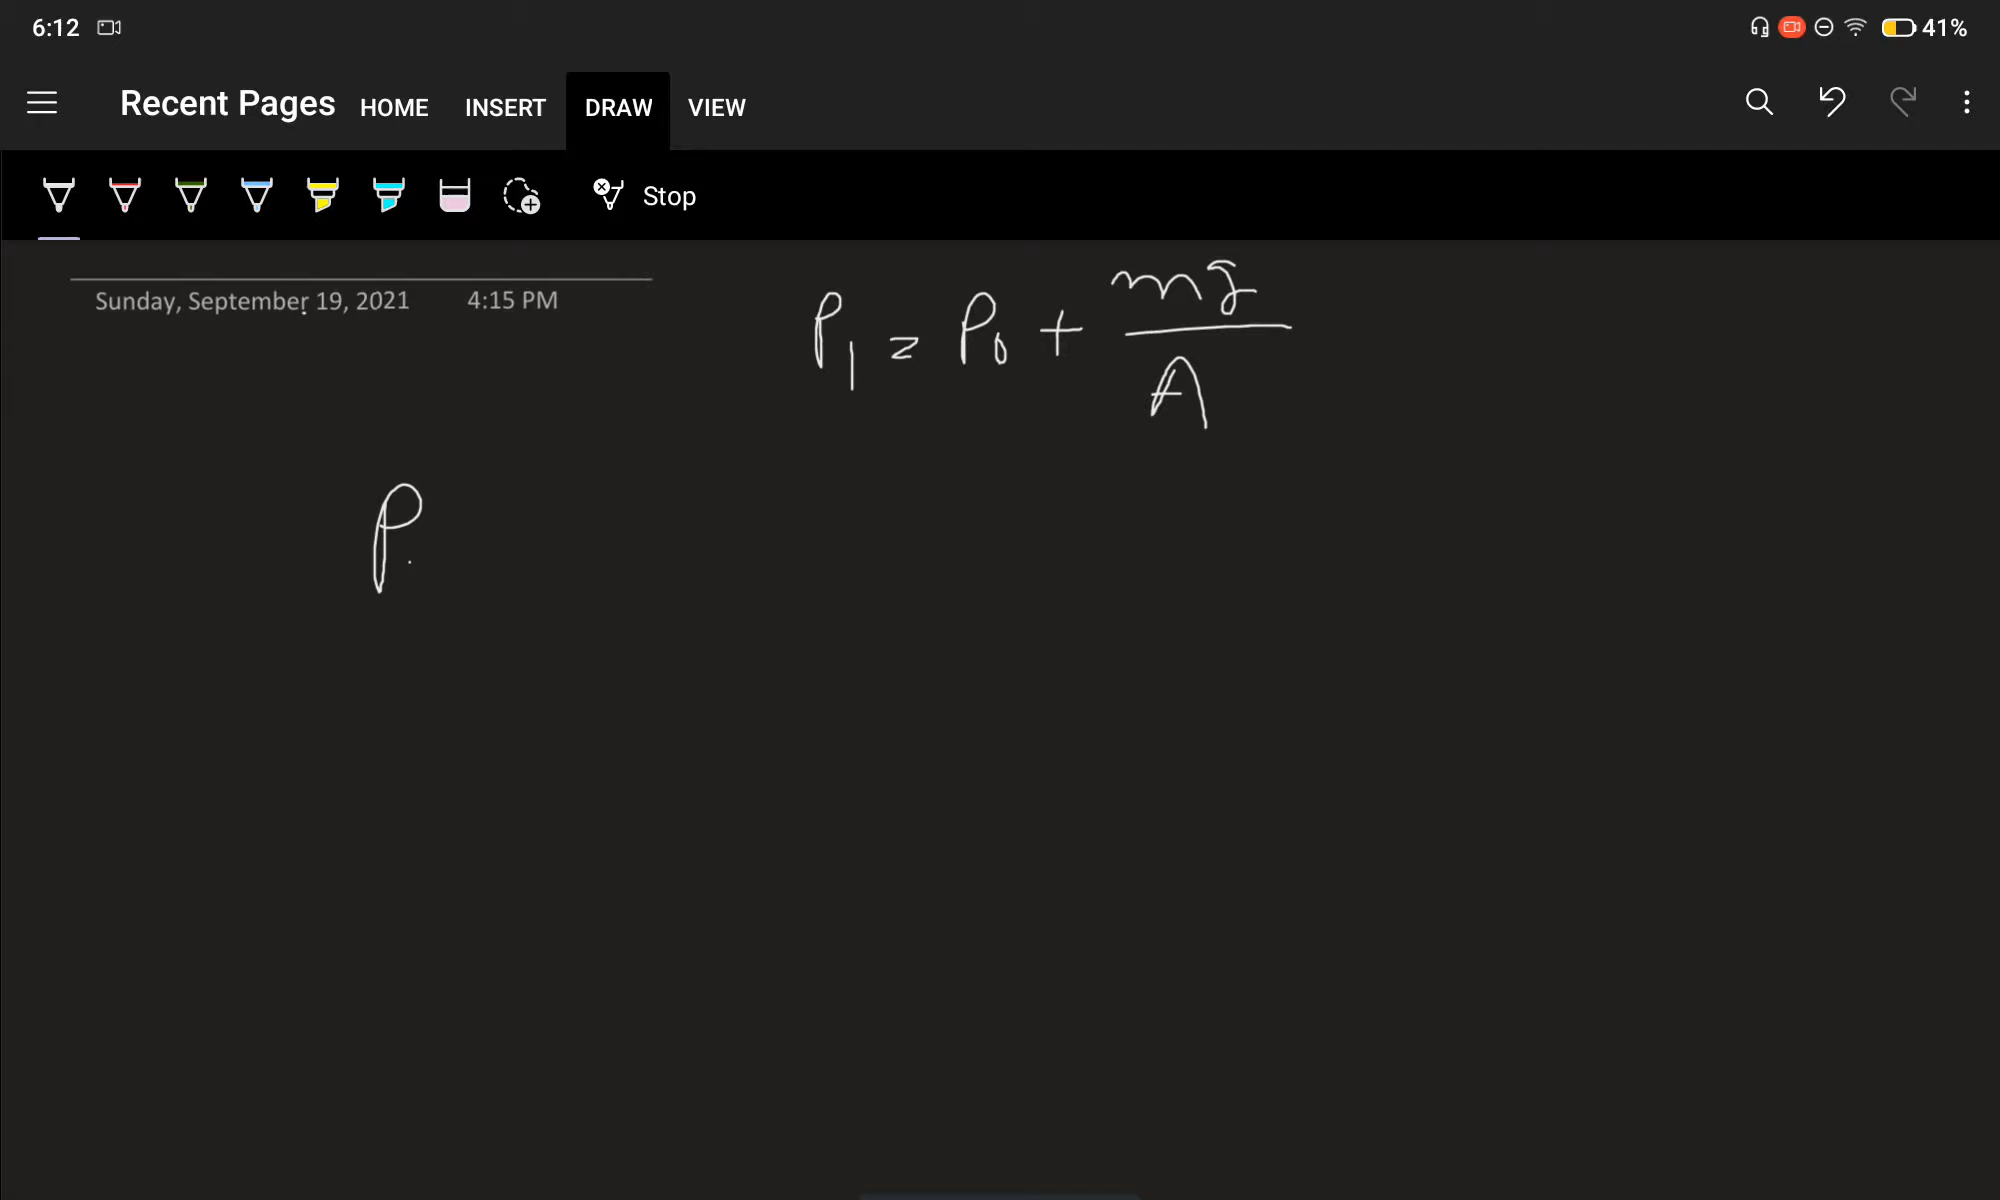 6:12 41%
Recent Pages HOME INSERT DRAW VIEW
Stop
Sunday, September 19, 2021 4:15 PM
P₁ = P₀ + mg/A
P.